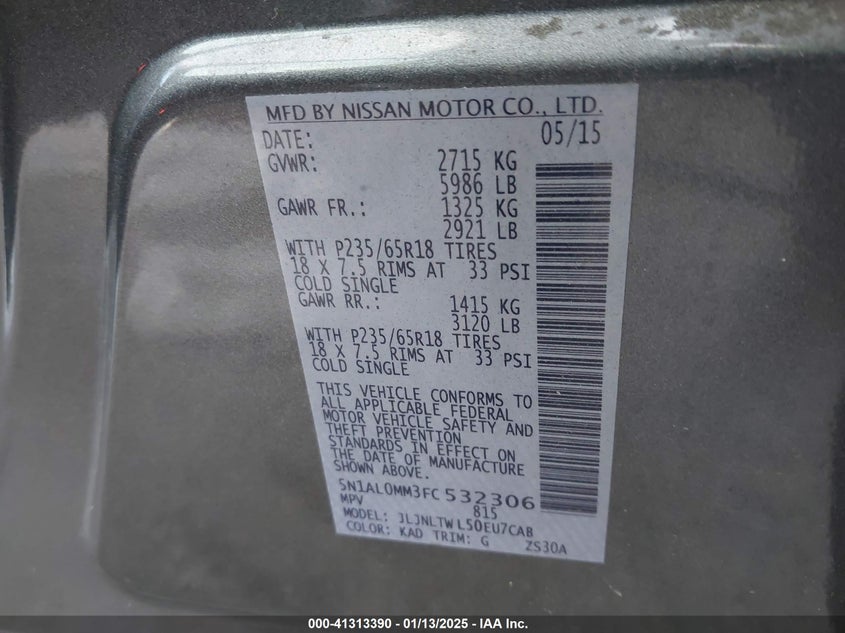 MFD BY NISSAN MOTOR CO., LTD.
DATE: 05/15
GVWR: 2715 KG
5986 LB
GAWR FR.: 1325 KG
2921 LB
WITH P235/65R18 TIRES
18 X 7.5 RIMS AT 33 PSI
COLD SINGLE
GAWR RR.: 1415 KG
3120 LB
WITH P235/65R18 TIRES
18 X 7.5 RIMS AT 33 PSI
COLD SINGLE
THIS VEHICLE CONFORMS TO
ALL APPLICABLE FEDERAL
MOTOR VEHICLE SAFETY AND
THEFT PREVENTION
STANDARDS IN EFFECT ON
THE DATE OF MANUFACTURE
SHOWN ABOVE.
5N1AL0MM3FC532306
MPV 815
MODEL: JLJNLTWL50EU7CAB
COLOR: KAD TRIM: G ZS30A
000-41313390 - 01/13/2025 - IAA Inc.